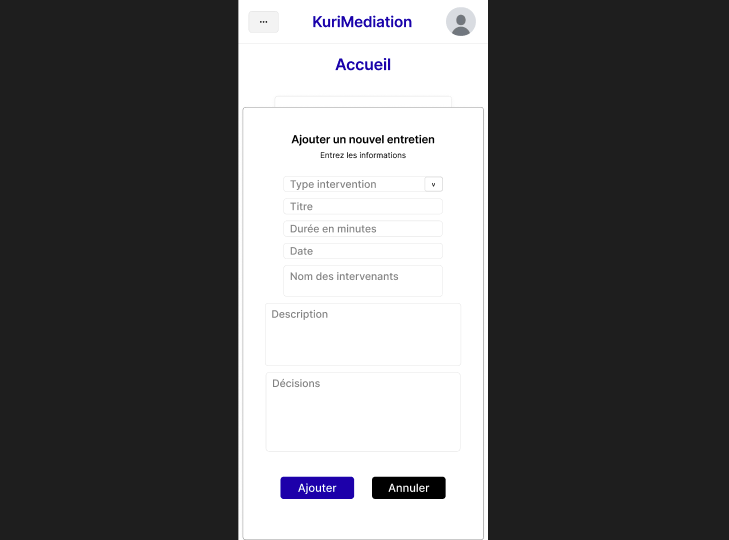 ...
KuriMediation
Accueil
Ajouter un nouvel entretien
Entrez les informations
Type intervention
v
Titre
Durée en minutes
Date
Nom des intervenants
Description
Décisions
Ajouter
Annuler